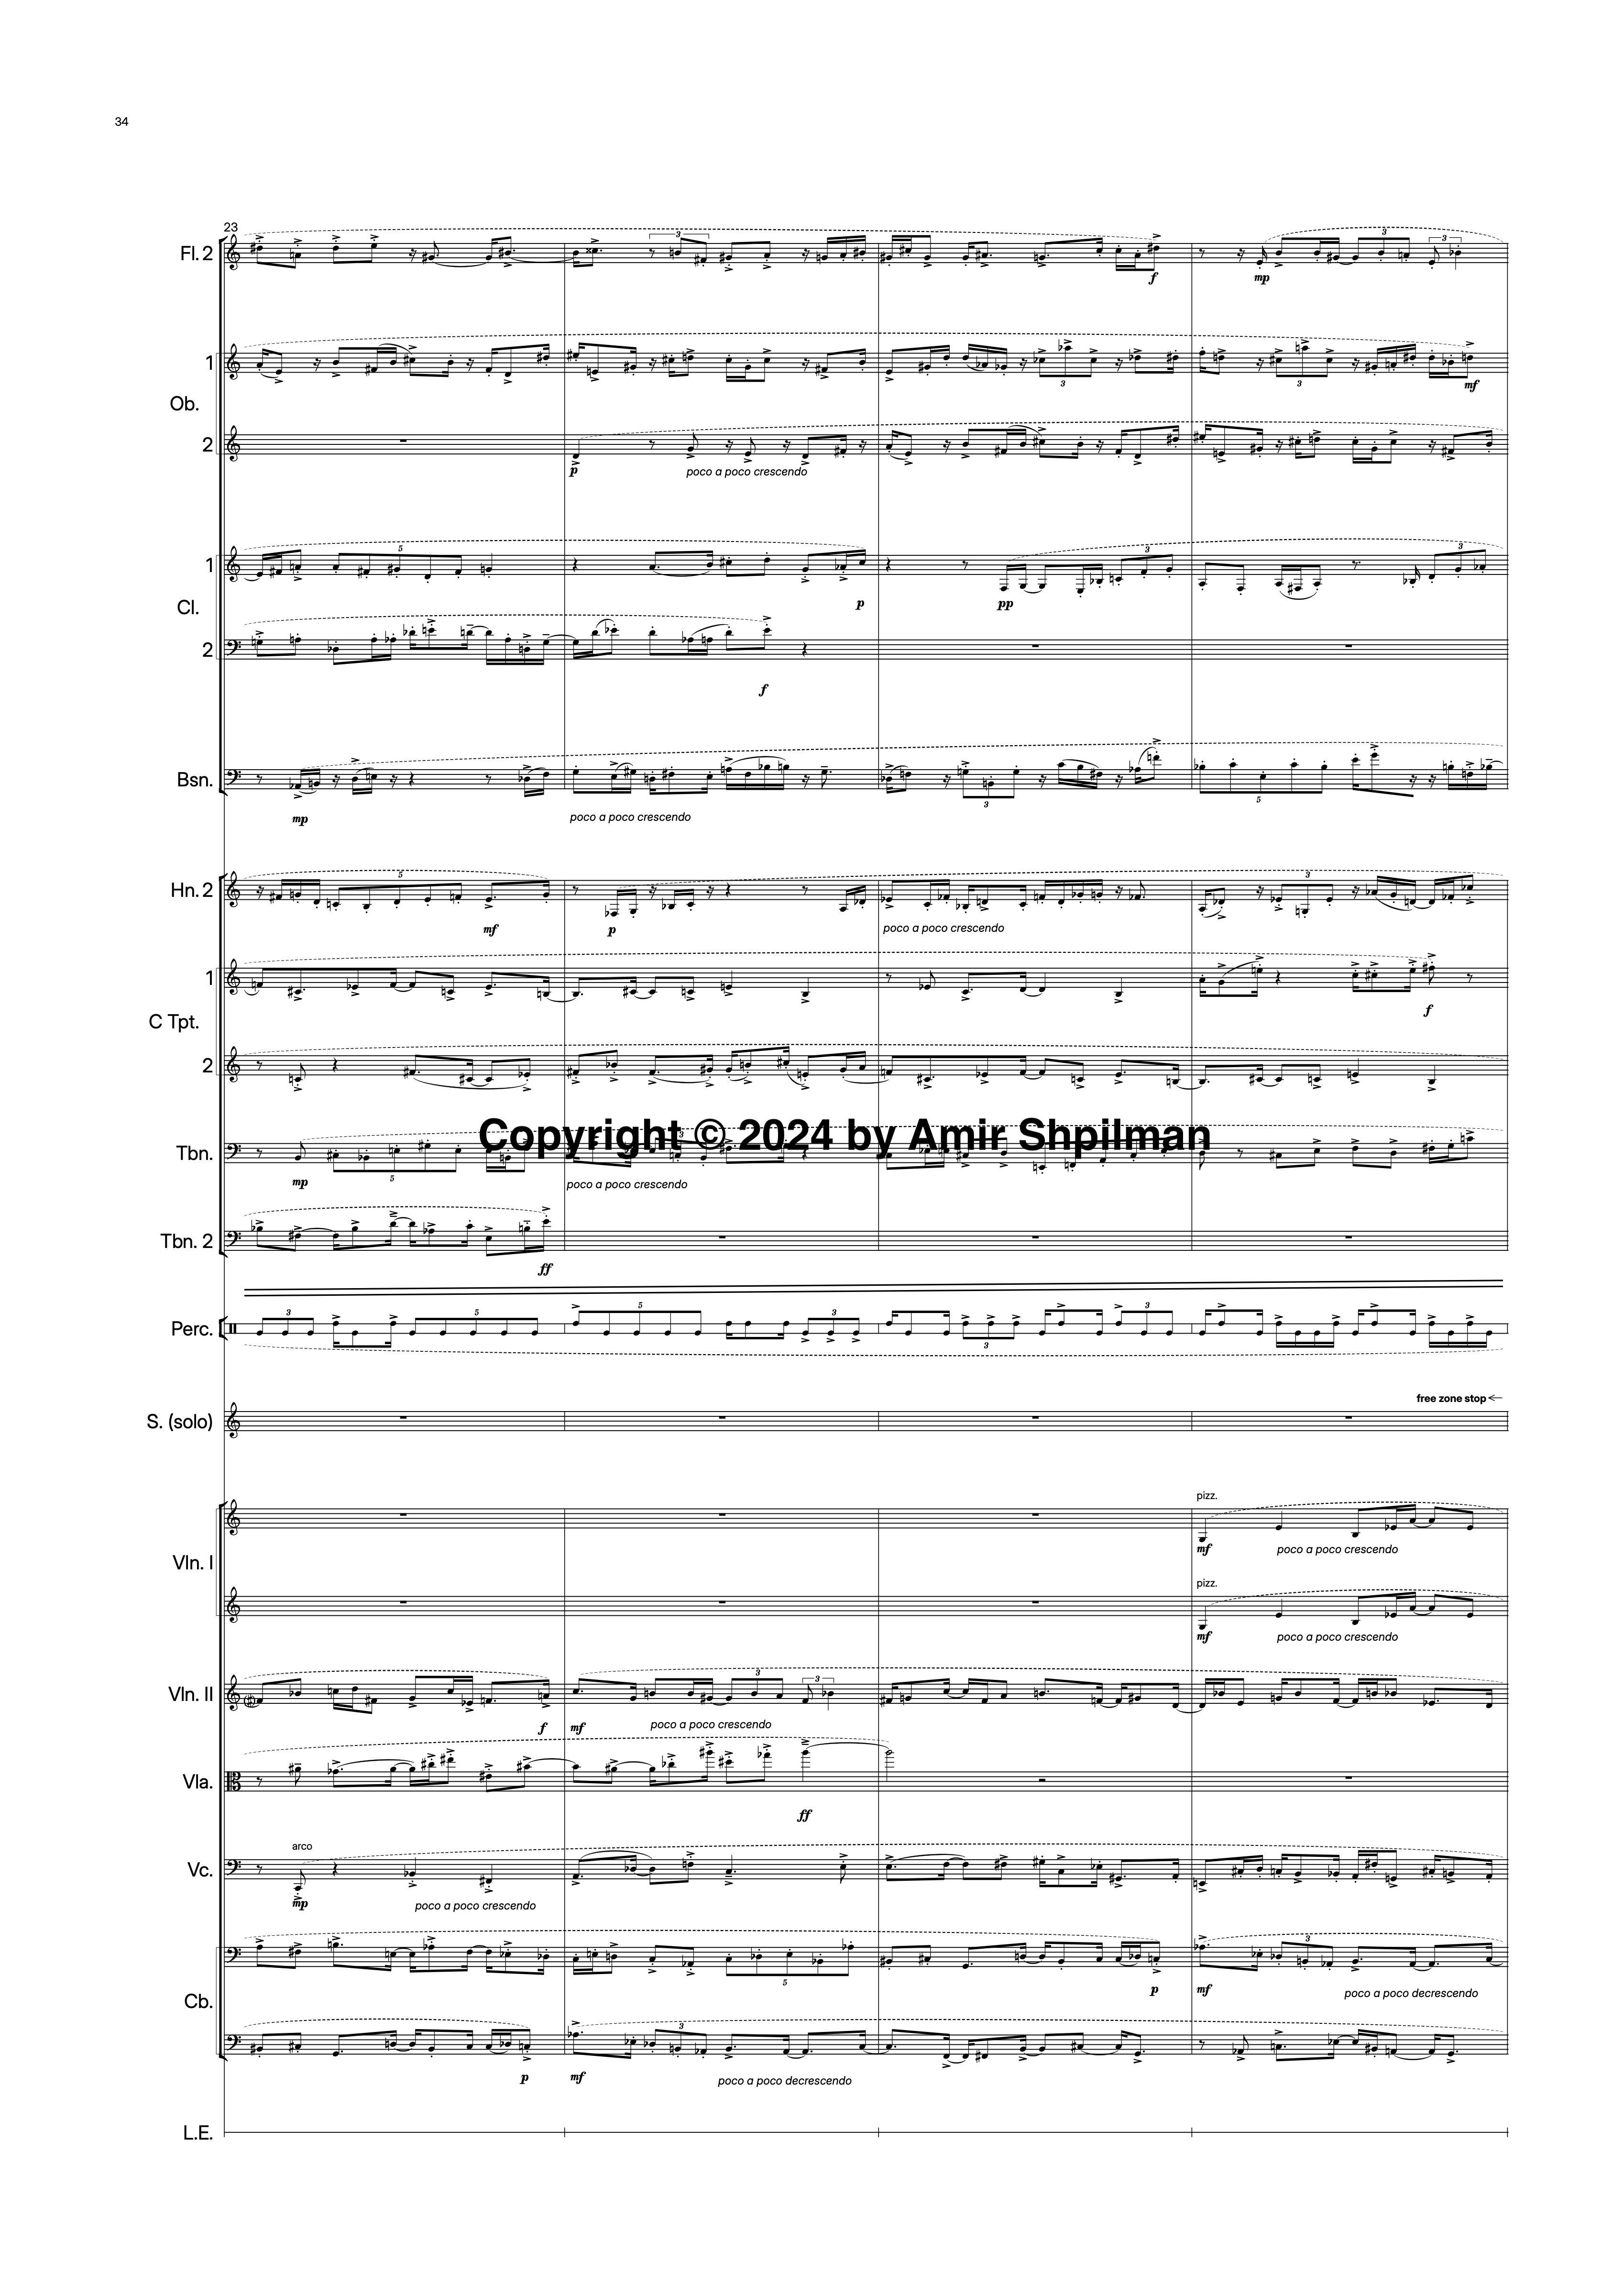 34
23
Fl. 2
3
3
3
f
mp
1
3
3
mf
Ob.
2
p
poco a poco crescendo
1
5
3
3
p
pp
Cl.
2
f
Bsn.
3
5
mp
poco a poco crescendo
Hn. 2
5
3
mf
p
poco a poco crescendo
1
f
C Tpt.
2
Copyright © 2024 by Amir Shpilman
Tbn.
5
3
mp
poco a poco crescendo
Tbn. 2
ff
Perc.
3
5
5
3
3
3
free zone stop
S. (solo)
pizz.
mf
poco a poco crescendo
Vln. I
pizz.
mf
poco a poco crescendo
Vln. II
3
3
f
mf
poco a poco crescendo
Vla.
ff
arco
Vc.
mp
poco a poco crescendo
5
3
p
mf
poco a poco decrescendo
Cb.
3
p
mf
poco a poco decrescendo
L.E.